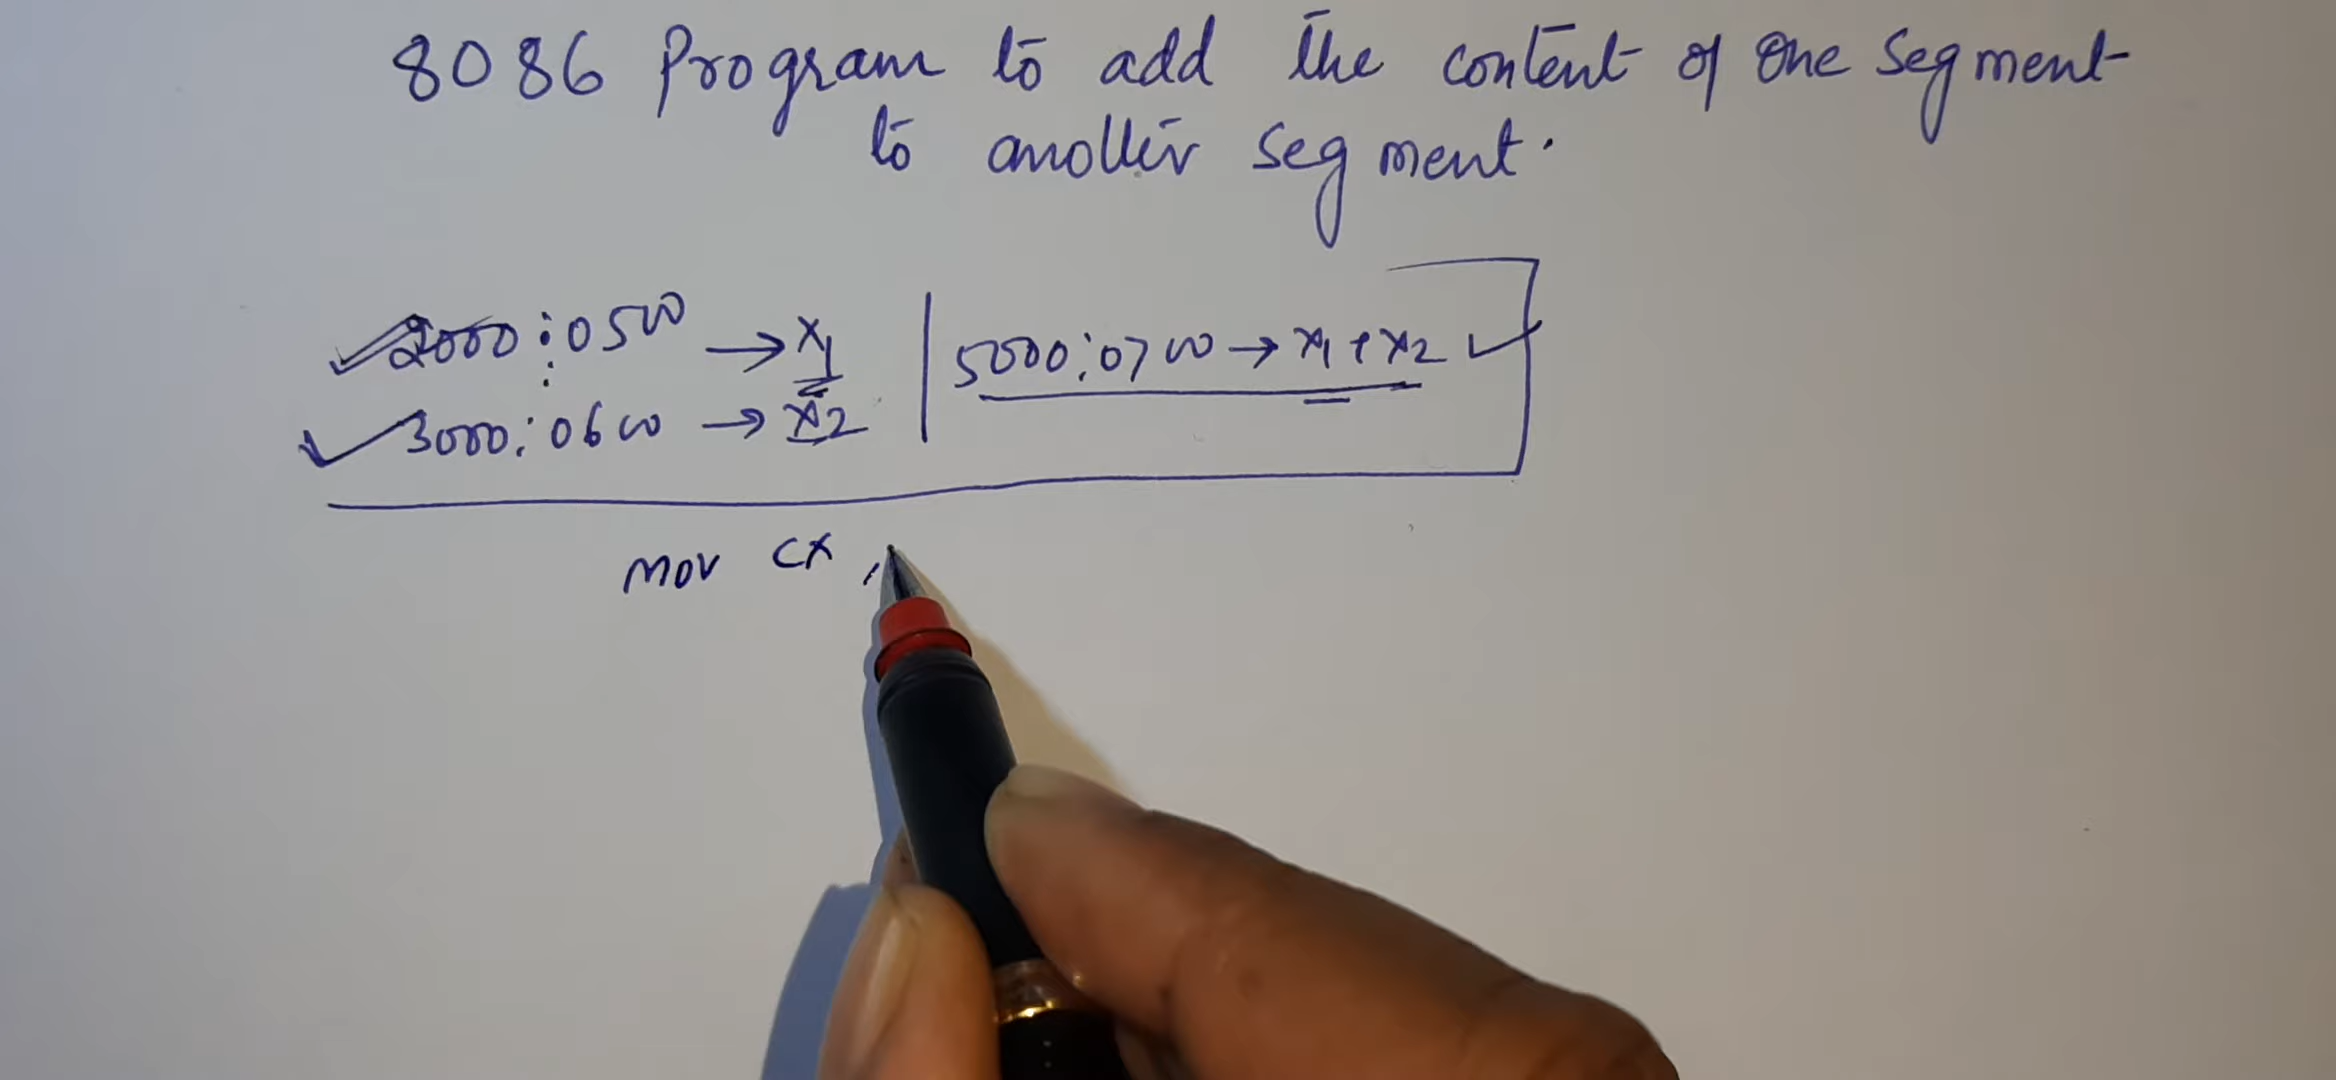 8086 Program to add the content of one segment
to another segment.
2000:0500 → x1 | 5000:0700 → x1 + x2
3000:0600 → x2
mov cx,